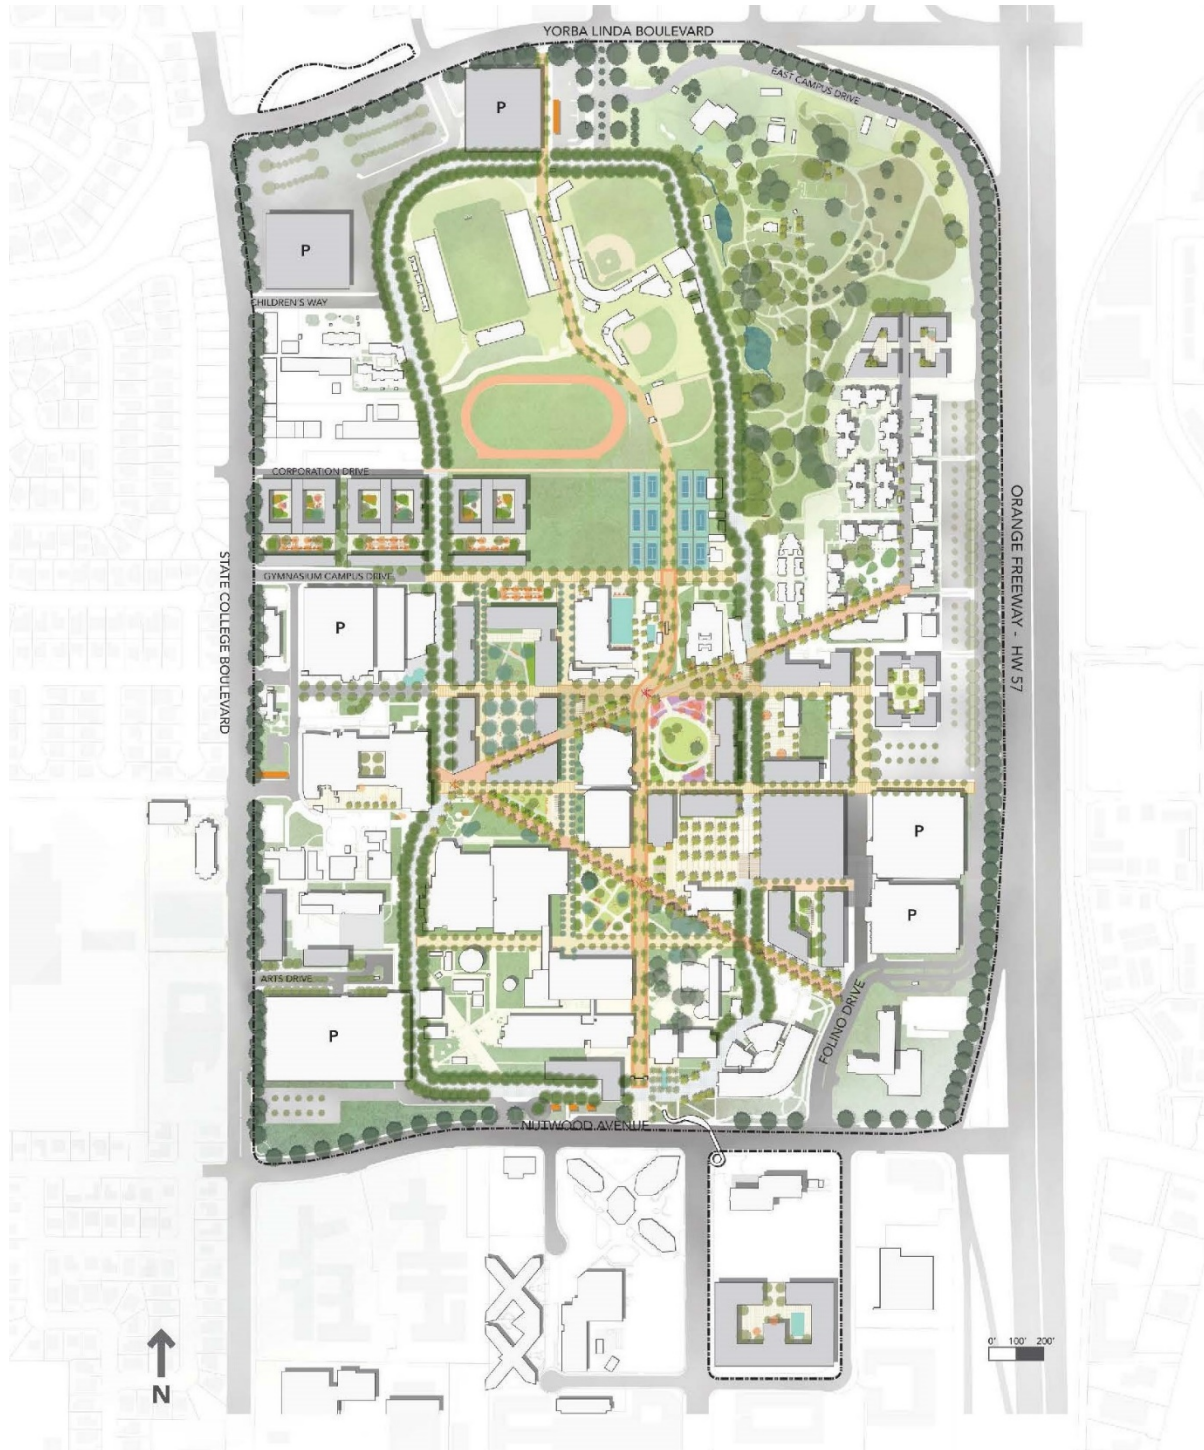 YORBA LINDA BOULEVARD
EAST CAMPUS DRIVE
P
P
CHILDREN'S WAY
CORPORATION DRIVE
ORANGE FREEWAY - HW 57
STATE COLLEGE BOULEVARD
GYMNASIUM CAMPUS DRIVE
P
P
P
ARTS DRIVE
P
FOLINO DRIVE
NUTWOOD AVENUE
N
0' 100' 200'